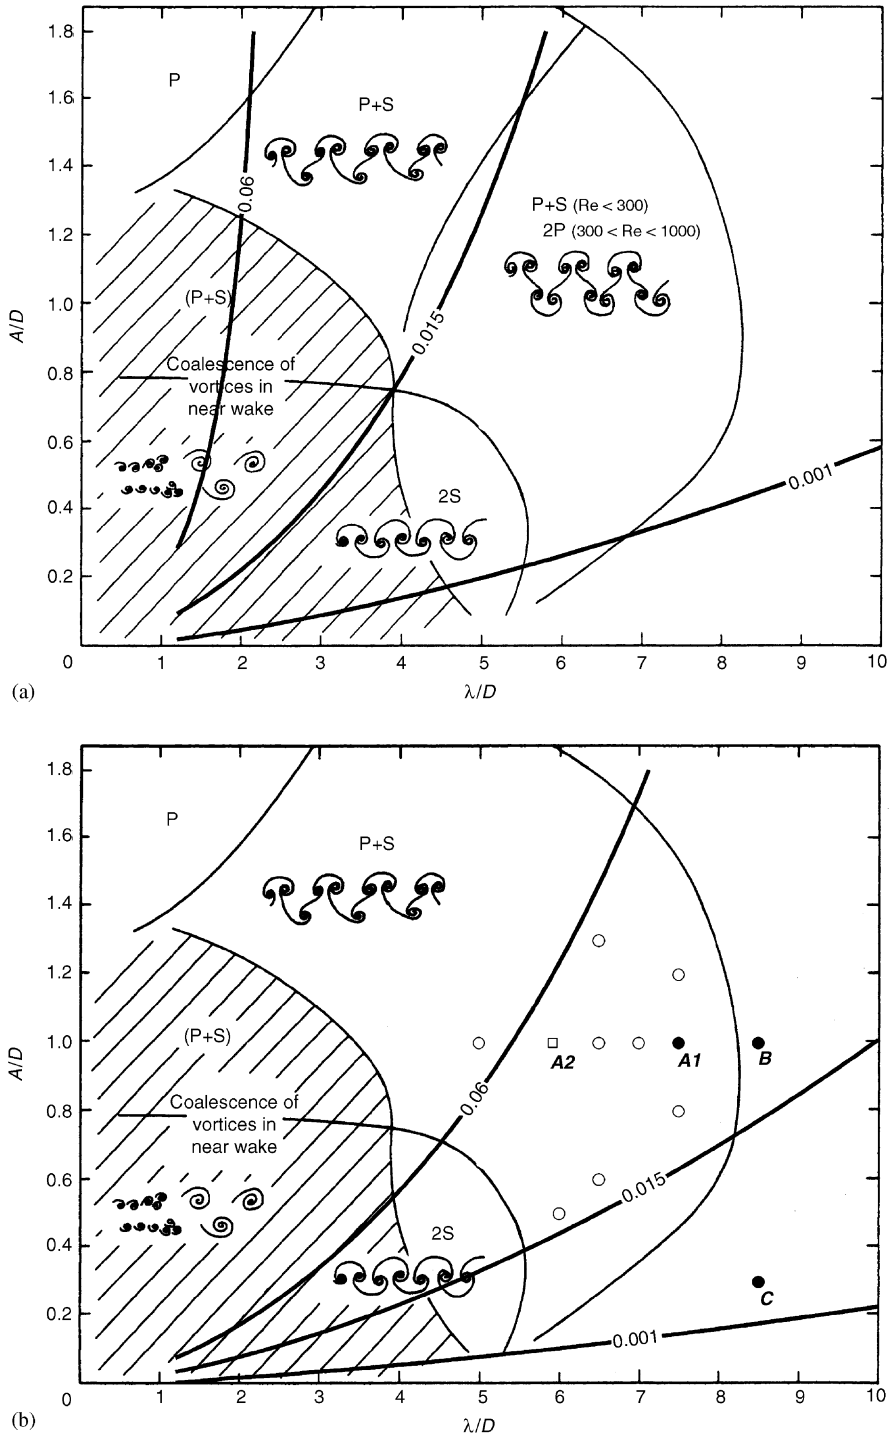 1.8
1.6
1.4
1.2
1.0
0.8
0.6
0.4
0.2
0
A/D
P
P+S
0.06
P+S (Re < 300)
2P (300 < Re < 1000)
(P+S)
0.015
Coalescence of
vortices in
near wake
2S
0.001
1 2 3 4 5 6 7 8 9 10
λ/D
(a)
1.8
1.6
1.4
1.2
1.0
0.8
0.6
0.4
0.2
0
A/D
P
P+S
(P+S)
A2
A1
B
Coalescence of
vortices in
near wake
0.06
0.015
2S
C
0.001
1 2 3 4 5 6 7 8 9 10
λ/D
(b)